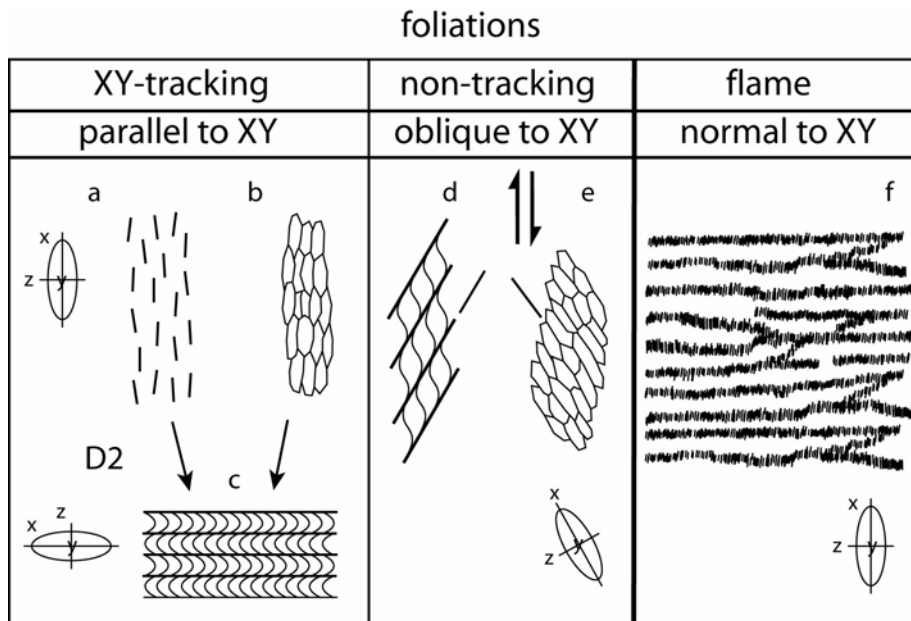 foliations
XY-tracking non-tracking flame
parallel to XY oblique to XY normal to XY
a b d e f
x
z y
D2 c
z
x
y
x
z y
x
z y